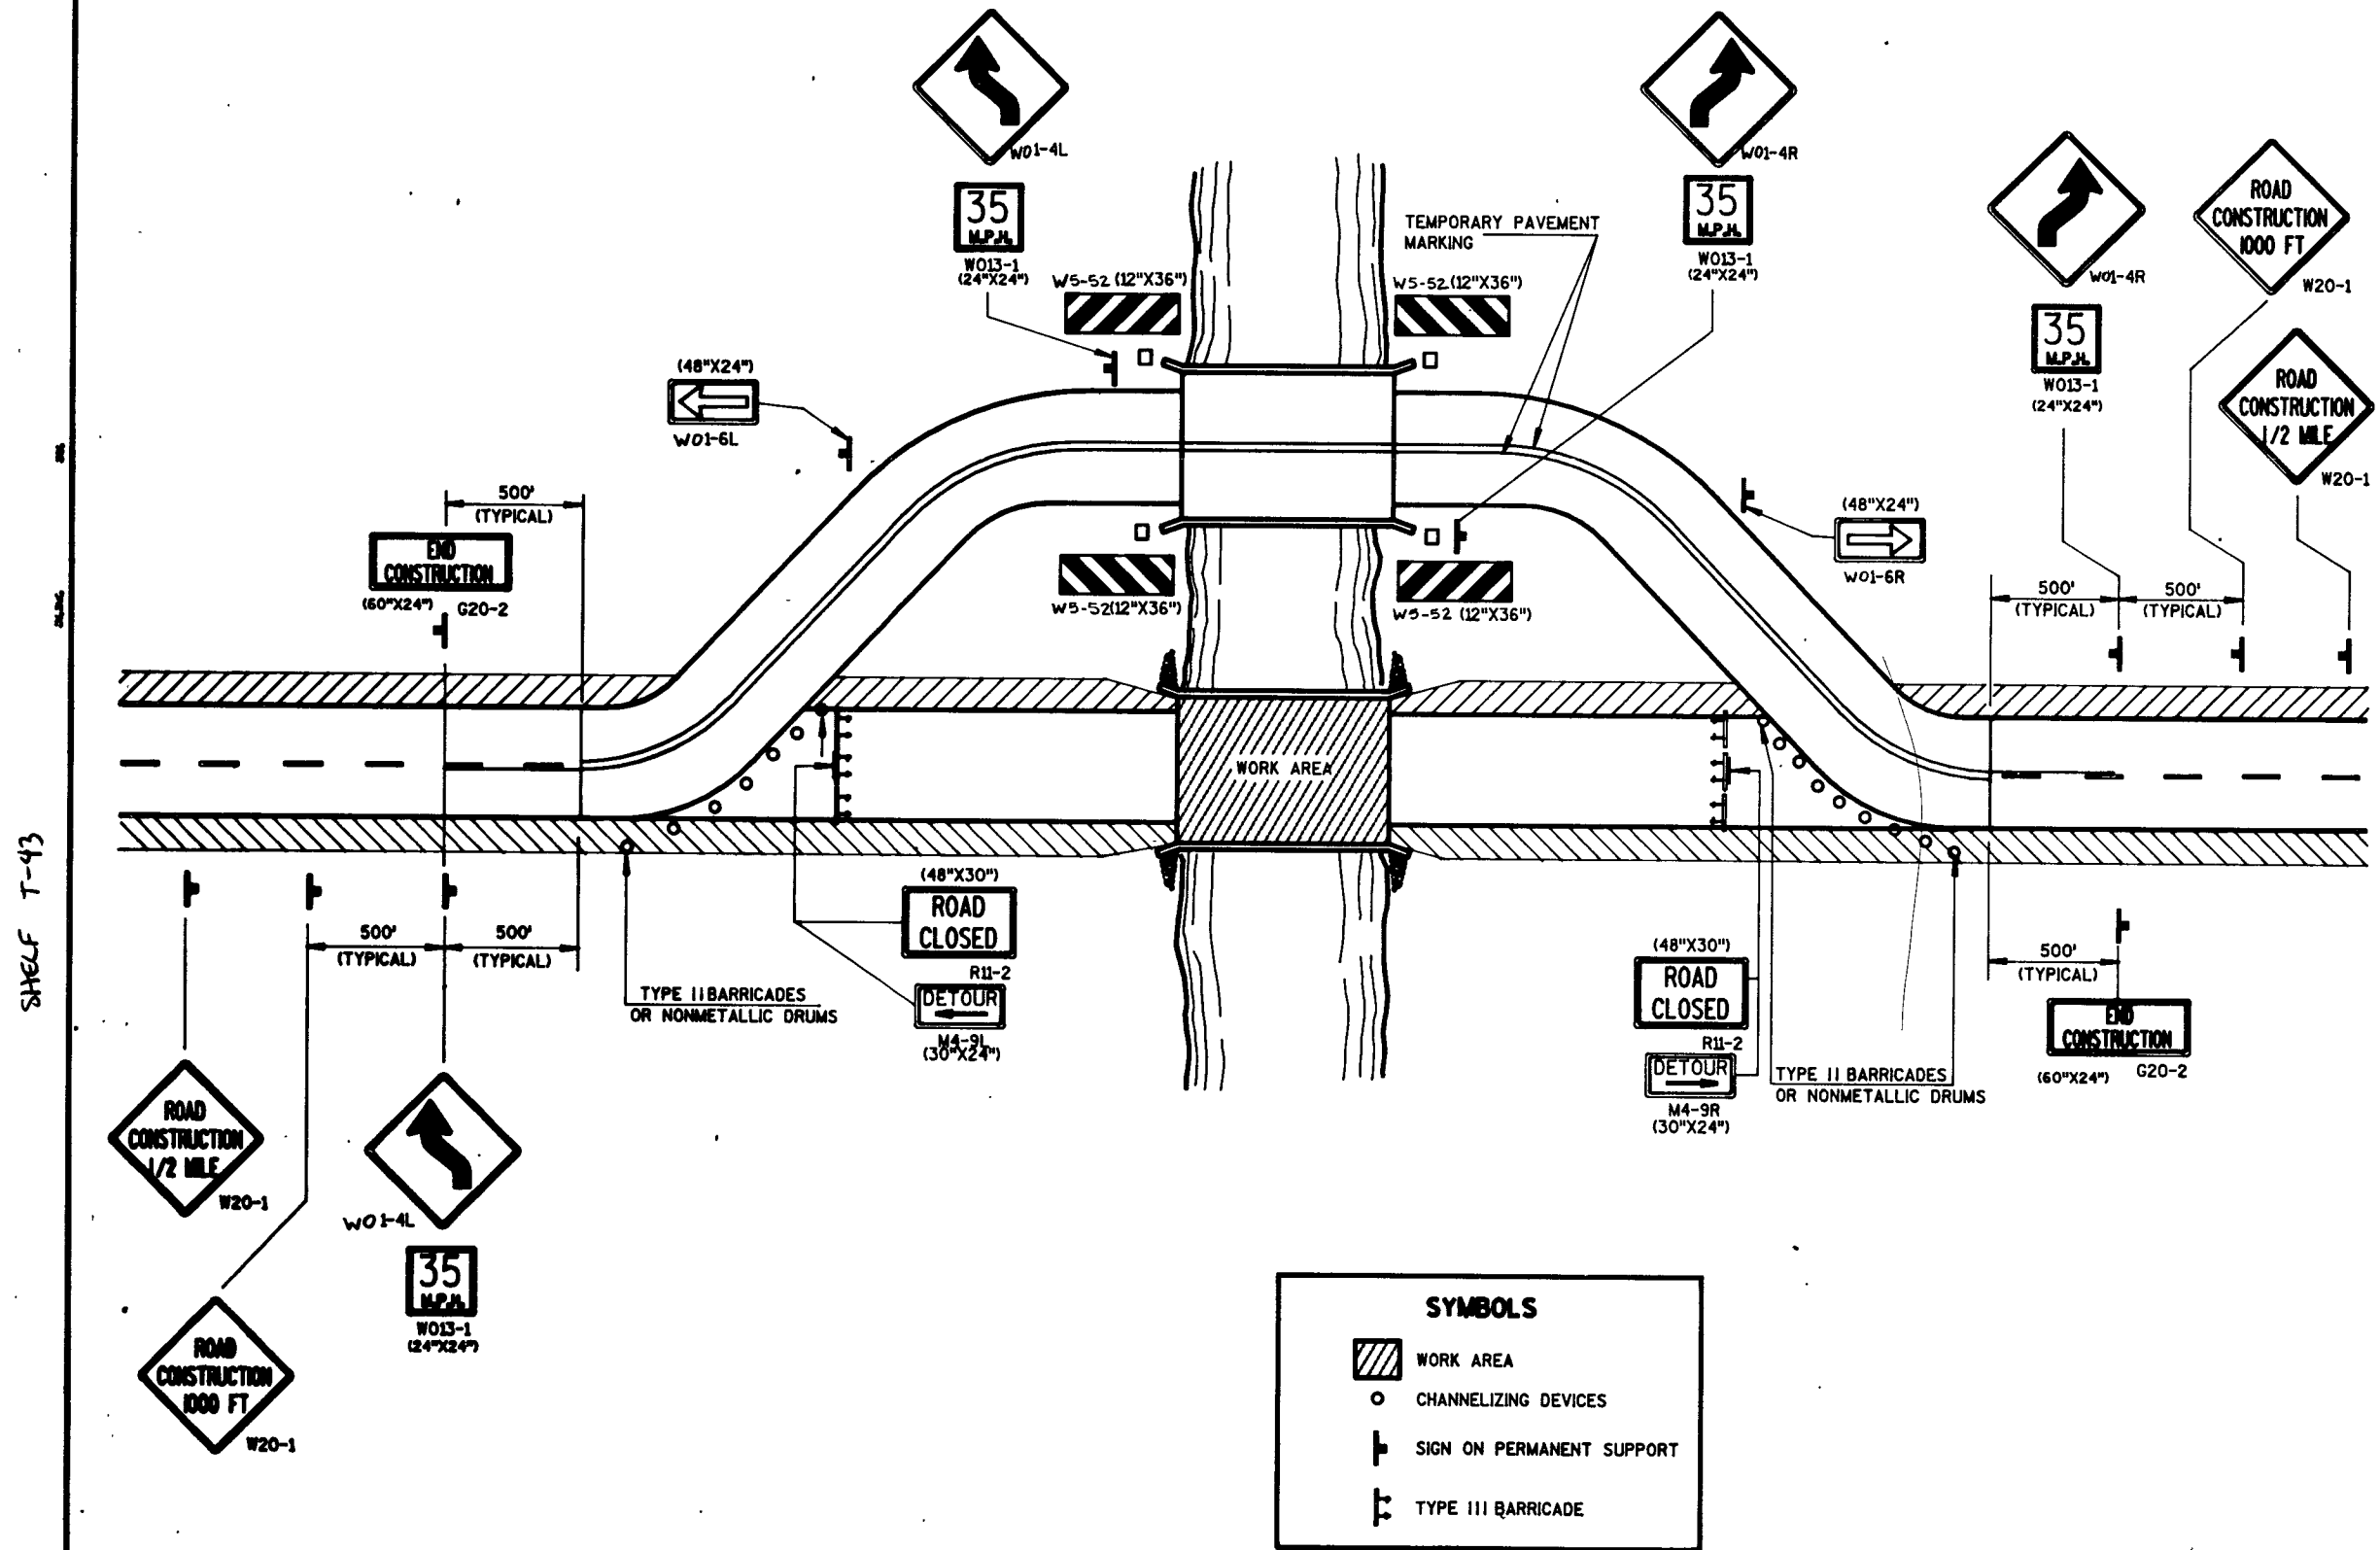 W01-4L
35
M.P.H.
W013-1
(24"X24")
W5-52 (12"X36")
TEMPORARY PAVEMENT
MARKING
W5-52 (12"X36")
W01-4R
35
M.P.H.
W013-1
(24"X24")
W01-4R
35
M.P.H.
W013-1
(24"X24")
ROAD
CONSTRUCTION
1000 FT
W20-1
ROAD
CONSTRUCTION
1/2 MILE
W20-1
(48"X24")
W01-6L
500'
(TYPICAL)
END
CONSTRUCTION
(60"X24") G20-2
W5-52(12"X36")
W5-52 (12"X36")
(48"X24")
W01-6R
500'
(TYPICAL)
500'
(TYPICAL)
WORK AREA
500'
(TYPICAL)
500'
(TYPICAL)
TYPE II BARRICADES
OR NONMETALLIC DRUMS
(48"X30")
ROAD
CLOSED
R11-2
DETOUR
M4-9L
(30"X24")
(48"X30")
ROAD
CLOSED
R11-2
DETOUR
M4-9R
(30"X24")
TYPE II BARRICADES
OR NONMETALLIC DRUMS
500'
(TYPICAL)
END
CONSTRUCTION
(60"X24") G20-2
SHELF T-43
ROAD
CONSTRUCTION
1/2 MILE
W20-1
ROAD
CONSTRUCTION
1000 FT
W20-1
W01-4L
35
M.P.H.
W013-1
(24"X24")
SYMBOLS
WORK AREA
CHANNELIZING DEVICES
SIGN ON PERMANENT SUPPORT
TYPE III BARRICADE